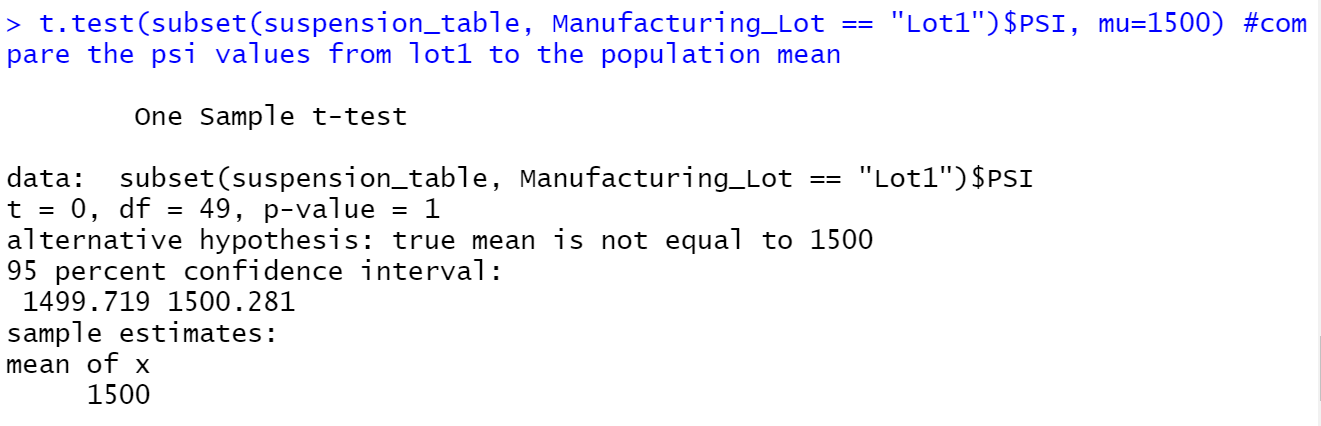 > t.test(subset(suspension_table, Manufacturing_Lot == "Lot1")$PSI, mu=1500) #com
pare the psi values from lot1 to the population mean
One Sample t-test
data:  subset(suspension_table, Manufacturing_Lot == "Lot1")$PSI
t = 0, df = 49, p-value = 1
alternative hypothesis: true mean is not equal to 1500
95 percent confidence interval:
1499.719 1500.281
sample estimates:
mean of x
1500